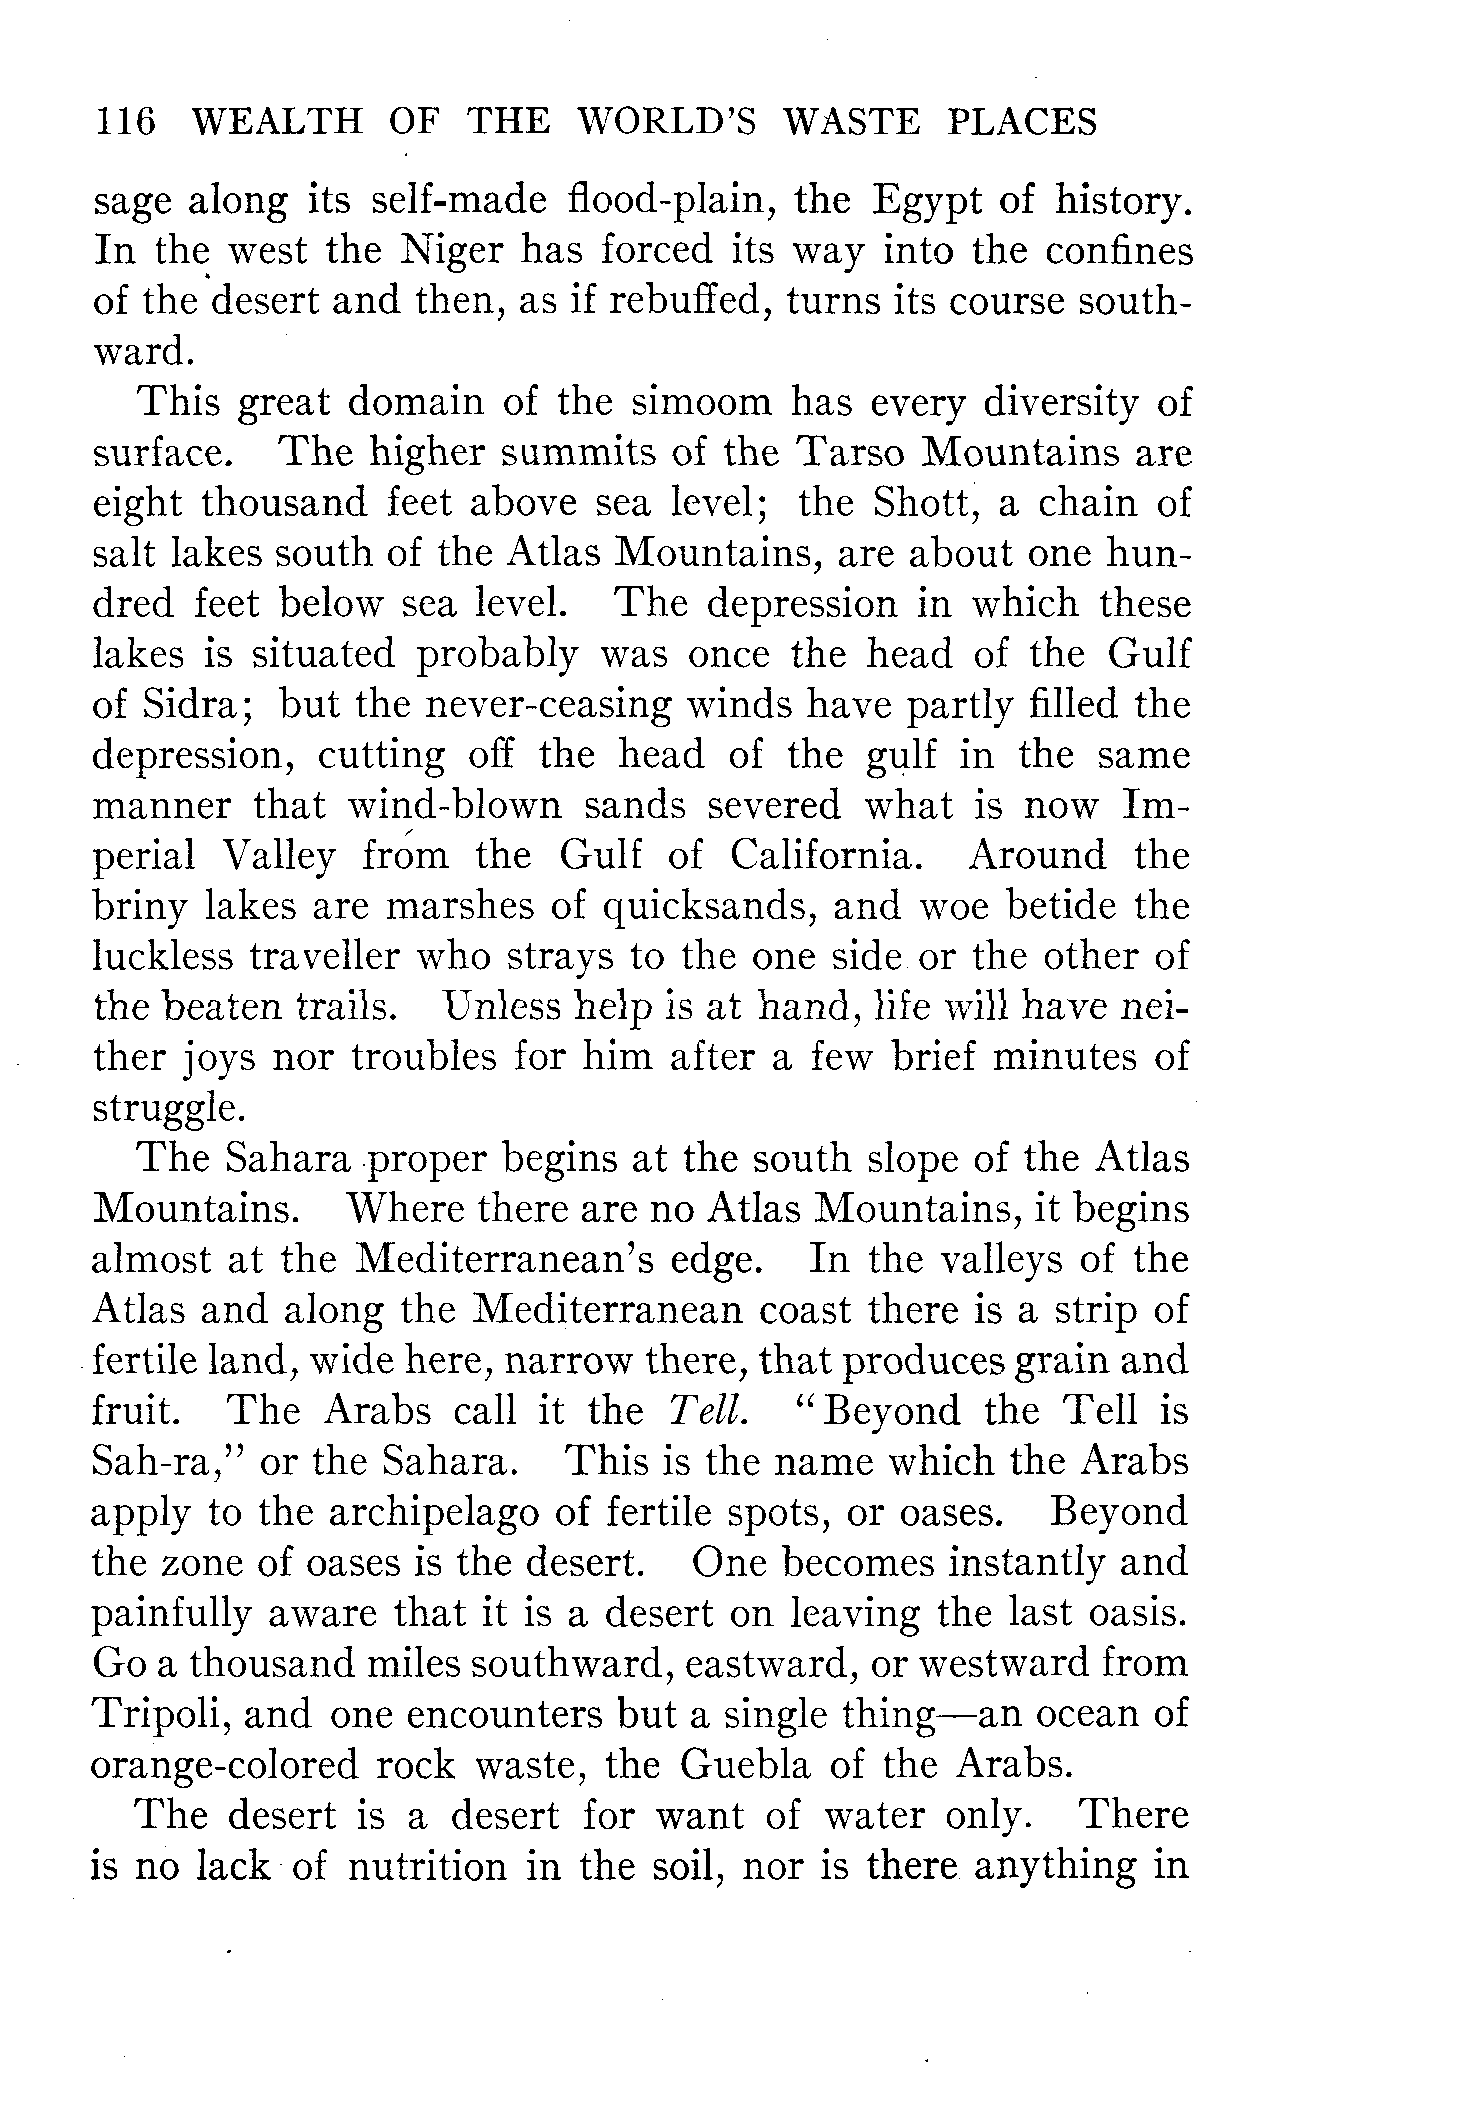 116 WEALTH OF THE WORLD'S WASTE PLACES
sage along its self-made flood-plain, the Egypt of history.
In the west the Niger has forced its way into the confines
of the desert and then, as if rebuffed, turns its course south-
ward.
This great domain of the simoom has every diversity of
surface. The higher summits of the Tarso Mountains are
eight thousand feet above sea level; the Shott, a chain of
salt lakes south of the Atlas Mountains, are about one hun-
dred feet below sea level. The depression in which these
lakes is situated probably was once the head of the Gulf
of Sidra; but the never-ceasing winds have partly filled the
depression, cutting off the head of the gulf in the same
manner that wind-blown sands severed what is now Im-
perial Valley from the Gulf of California. Around the
briny lakes are marshes of quicksands, and woe betide the
luckless traveller who strays to the one side or the other of
the beaten trails. Unless help is at hand, life will have nei-
ther joys nor troubles for him after a few brief minutes of
struggle.
The Sahara proper begins at the south slope of the Atlas
Mountains. Where there are no Atlas Mountains, it begins
almost at the Mediterranean's edge. In the valleys of the
Atlas and along the Mediterranean coast there is a strip of
fertile land, wide here, narrow there, that produces grain and
fruit. The Arabs call it the Tell. "Beyond the Tell is
Sah-ra," or the Sahara. This is the name which the Arabs
apply to the archipelago of fertile spots, or oases. Beyond
the zone of oases is the desert. One becomes instantly and
painfully aware that it is a desert on leaving the last oasis.
Go a thousand miles southward, eastward, or westward from
Tripoli, and one encounters but a single thing—an ocean of
orange-colored rock waste, the Guebla of the Arabs.
The desert is a desert for want of water only. There
is no lack of nutrition in the soil, nor is there anything in